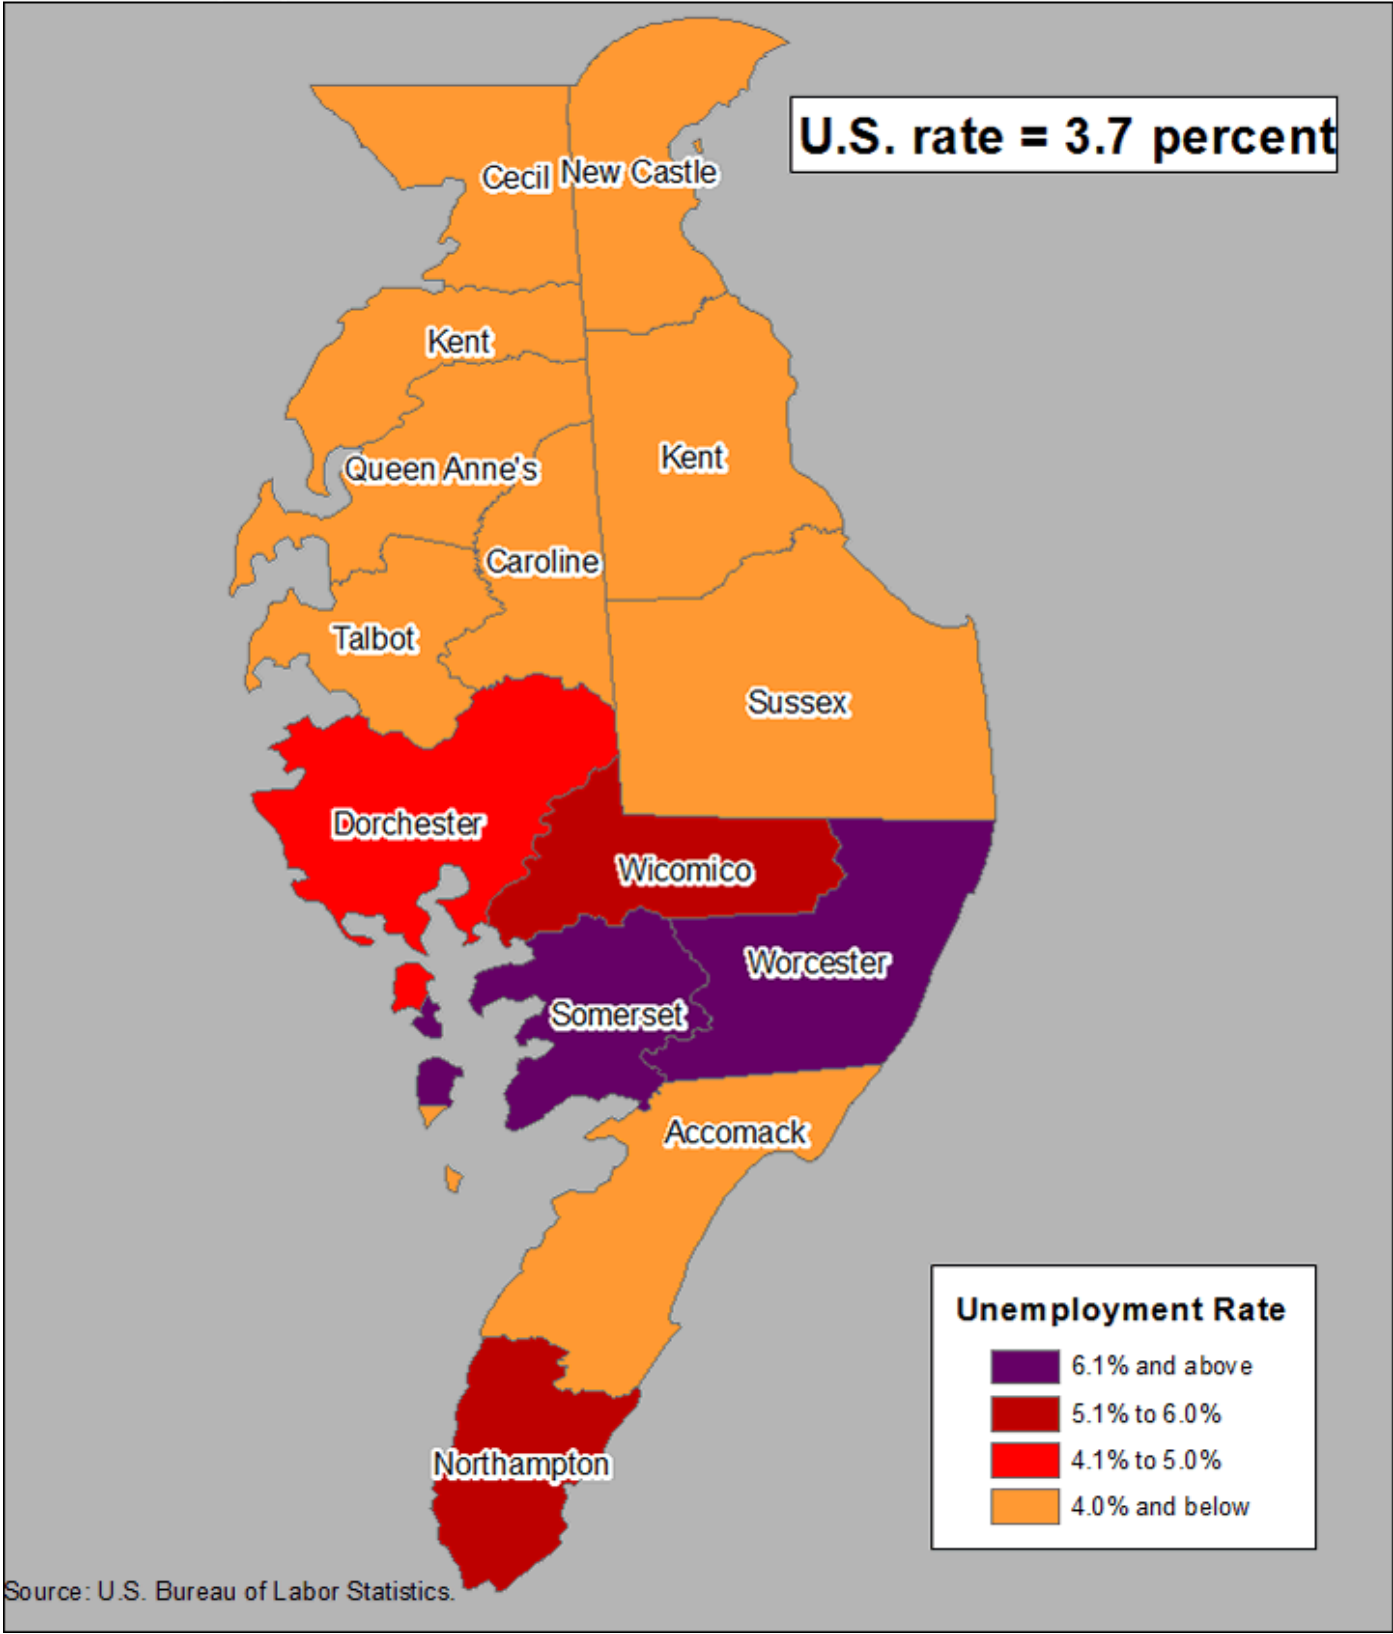 U.S. rate = 3.7 percent
Cecil
New Castle
Kent
Kent
Queen Anne's
Caroline
Talbot
Sussex
Dorchester
Wicomico
Worcester
Somerset
Accomack
Northampton
Unemployment Rate
6.1% and above
5.1% to 6.0%
4.1% to 5.0%
4.0% and below
Source: U.S. Bureau of Labor Statistics.